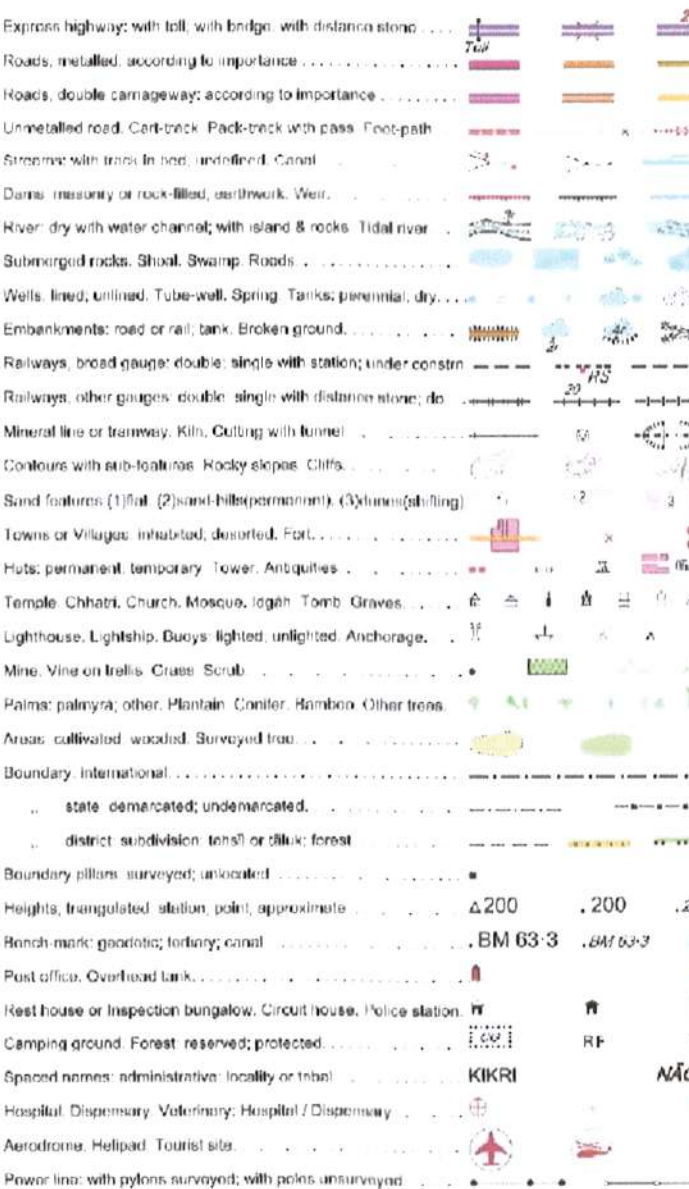 Express highway: with toll; with bridge; with distance stone ....
Toll
Roads, metalled: according to importance ............
Roads, double carriageway: according to importance ........
Unmetalled road. Cart-track. Pack-track with pass. Foot-path
Streams: with track in bed; undefined. Canal
Dams: masonry or rock-filled; earthwork. Weir.
River: dry with water channel; with island & rocks. Tidal river
Submerged rocks. Shoal. Swamp. Reeds ................
Wells: lined; unlined. Tube-well. Spring. Tanks: perennial; dry. ...
Embankments: road or rail; tank. Broken ground. ........
Railways, broad gauge: double; single with station; under constrn
RS
Railways, other gauges: double; single with distance stone; do
20
Mineral line or tramway. Kiln. Cutting with tunnel
Contours with sub-features. Rocky slopes. Cliffs. ........
Sand features (1)flat. (2)sand-hills(permanent). (3)dunes(shifting)
1 2 3
Towns or Villages: inhabited; deserted. Fort. ........
Huts: permanent; temporary. Tower. Antiquities ........
Temple. Chhatri. Church. Mosque. Idgāh. Tomb. Graves. ....
Lighthouse. Lightship. Buoys: lighted; unlighted. Anchorage. .
Mine. Vine on trellis. Grass. Scrub
Palms: palmyra; other. Plantain. Conifer. Bamboo. Other trees.
Areas: cultivated; wooded. Surveyed tree. ............
Boundary, international. ....................
,, state: demarcated; undemarcated. ........
,, district: subdivision; tahsīl or tāluk; forest
Boundary pillars: surveyed; unlocated ................
Heights, triangulated: station; point; approximate
200 .200
Bench-mark: geodetic; tertiary; canal
.BM 63·3 .BM 63·3
Post office. Overhead tank. ....................
Rest house or Inspection bungalow. Circuit house. Police station.
Camping ground. Forest: reserved; protected. ............
CG RF
Spaced names: administrative; locality or tribal
KIKRI NĀG
Hospital. Dispensary. Veterinary: Hospital / Dispensary
Aerodrome. Helipad. Tourist site.
Power line: with pylons surveyed; with poles unsurveyed